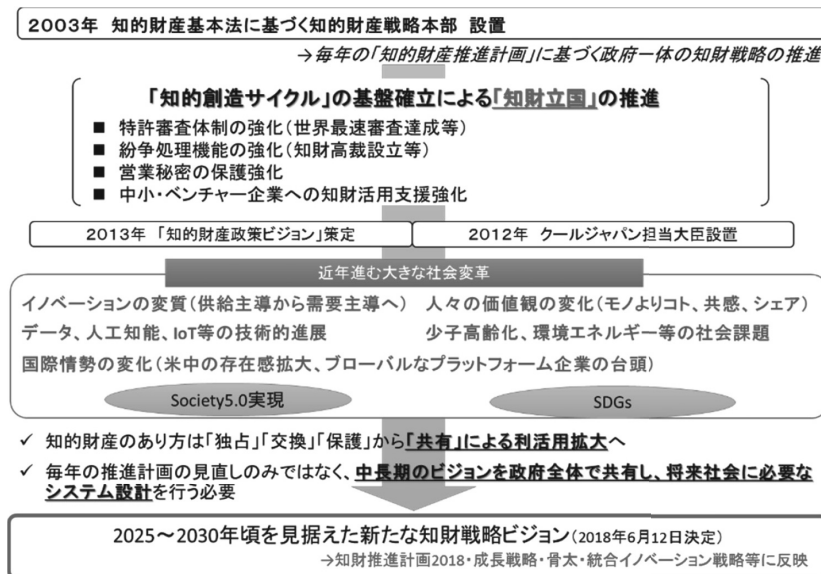 2003年 知的財産基本法に基づく知的財産戦略本部 設置
→毎年の「知的財産推進計画」に基づく政府一体の知財戦略の推進
「知的創造サイクル」の基盤確立による「知財立国」の推進
■ 特許審査体制の強化（世界最速審査達成等）
■ 紛争処理機能の強化（知財高裁設立等）
■ 営業秘密の保護強化
■ 中小・ベンチャー企業への知財活用支援強化
2013年 「知的財産政策ビジョン」策定
2012年 クールジャパン担当大臣設置
近年進む大きな社会変革
イノベーションの変質（供給主導から需要主導へ）
人々の価値観の変化（モノよりコト、共感、シェア）
データ、人工知能、IoT等の技術的進展
少子高齢化、環境エネルギー等の社会課題
国際情勢の変化（米中の存在感拡大、ブローバルなプラットフォーム企業の台頭）
Society5.0実現
SDGs
✓ 知的財産のあり方は「独占」「交換」「保護」から「共有」による利活用拡大へ
✓ 毎年の推進計画の見直しのみではなく、中長期のビジョンを政府全体で共有し、将来社会に必要な
システム設計を行う必要
2025～2030年頃を見据えた新たな知財戦略ビジョン（2018年6月12日決定）
→知財推進計画2018・成長戦略・骨太・統合イノベーション戦略等に反映